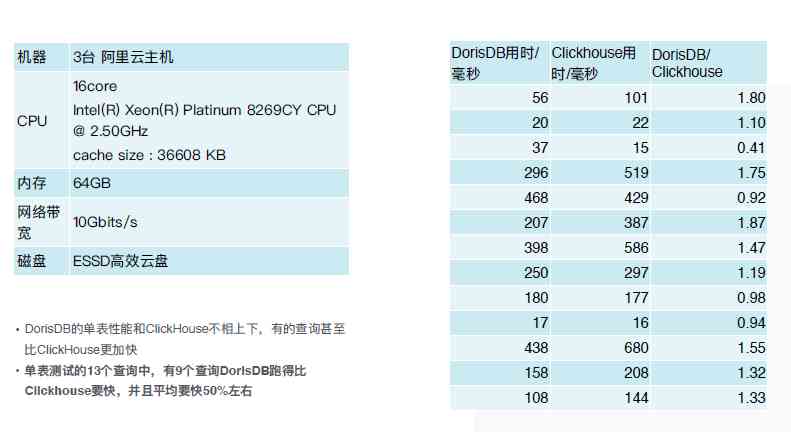 机器 3台 阿里云主机
CPU
16core
Intel(R) Xeon(R) Platinum 8269CY CPU
@ 2.50GHz
cache size : 36608 KB
内存 64GB
网络带
宽
10Gbits/s
磁盘 ESSD高效云盘
• DorisDB的单表性能和ClickHouse不相上下，有的查询甚至
比ClickHouse更加快
• 单表测试的13个查询中，有9个查询DorisDB跑得比
Clickhouse要快，并且平均要快50%左右
DorisDB用时/
毫秒
Clickhouse用
时/毫秒
DorisDB/
Clickhouse
56 101 1.80
20 22 1.10
37 15 0.41
296 519 1.75
468 429 0.92
207 387 1.87
398 586 1.47
250 297 1.19
180 177 0.98
17 16 0.94
438 680 1.55
158 208 1.32
108 144 1.33